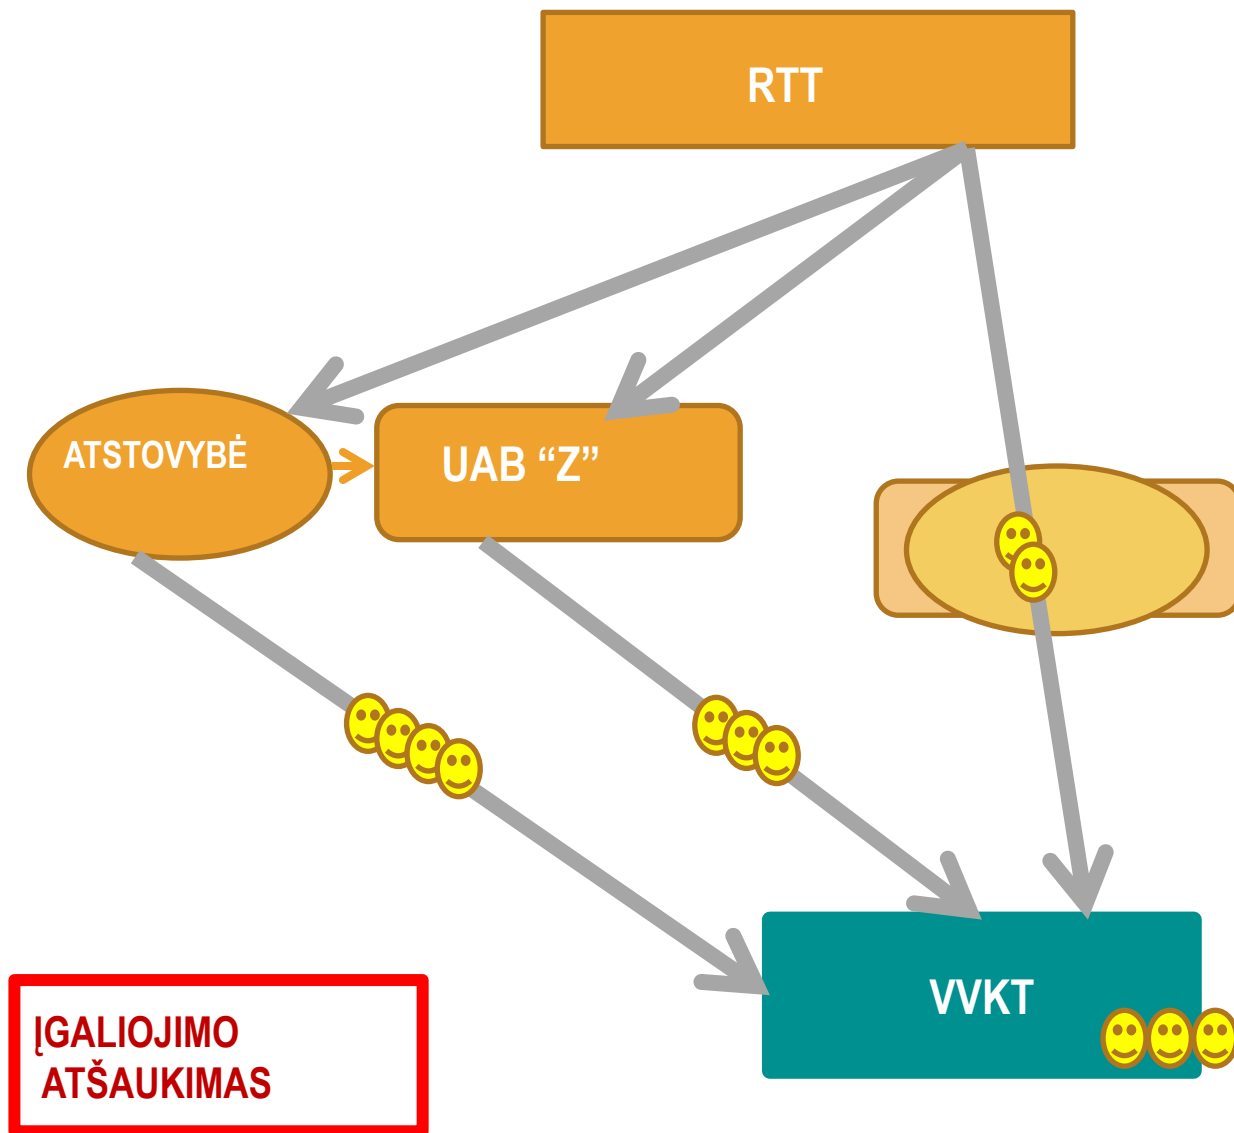 RTT
ATSTOVYBĖ
UAB “Z”
VVKT
ĮGALIOJIMO
ATŠAUKIMAS